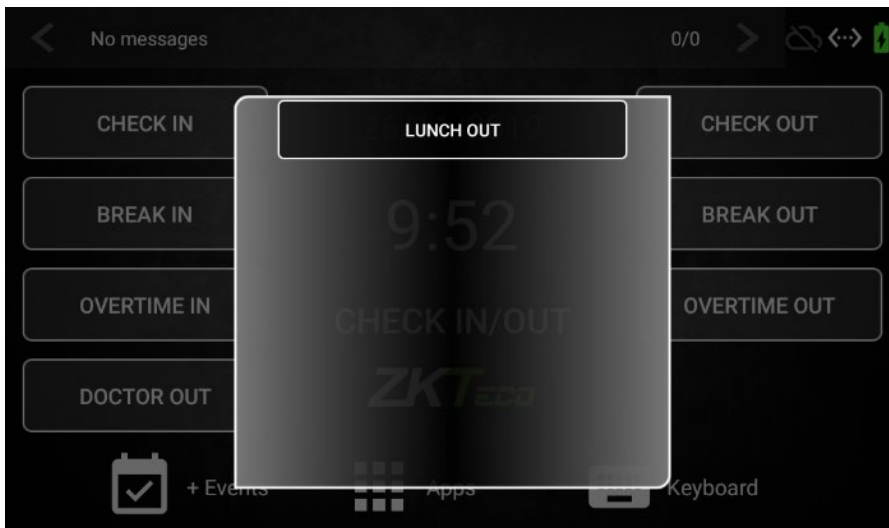 No messages
0/0
CHECK IN
LUNCH OUT
CHECK OUT
BREAK IN
9:52
BREAK OUT
OVERTIME IN
CHECK IN/OUT
OVERTIME OUT
DOCTOR OUT
ZKTeco
+ Events
Apps
Keyboard